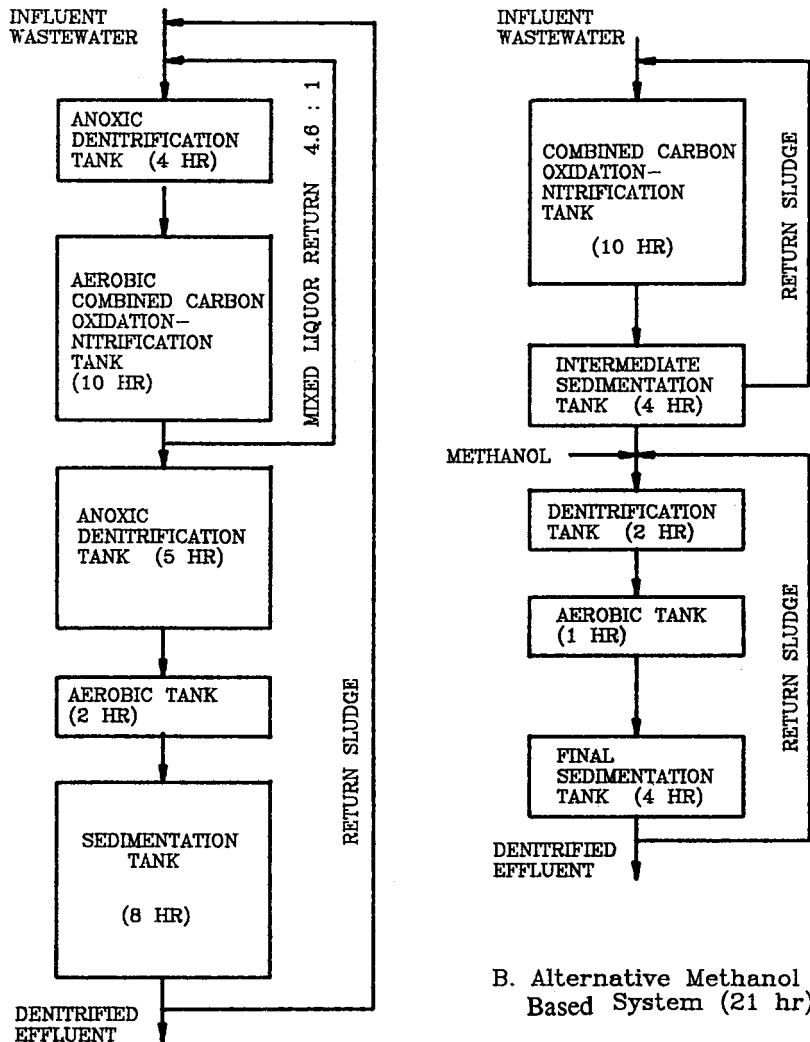 INFLUENT
WASTEWATER
ANOXIC
DENITRIFICATION
TANK (4 HR)
MIXED LIQUOR RETURN 4.6 : 1
AEROBIC
COMBINED CARBON
OXIDATION-
NITRIFICATION
TANK
(10 HR)
ANOXIC
DENITRIFICATION
TANK (5 HR)
AEROBIC TANK
(2 HR)
RETURN SLUDGE
SEDIMENTATION
TANK
(8 HR)
DENITRIFIED
EFFLUENT
INFLUENT
WASTEWATER
COMBINED CARBON
OXIDATION-
NITRIFICATION
TANK
(10 HR)
RETURN SLUDGE
INTERMEDIATE
SEDIMENTATION
TANK (4 HR)
METHANOL
DENITRIFICATION
TANK (2 HR)
AEROBIC TANK
(1 HR)
RETURN SLUDGE
FINAL
SEDIMENTATION
TANK (4 HR)
DENITRIFIED
EFFLUENT
B. Alternative Methanol
Based System (21 hr)